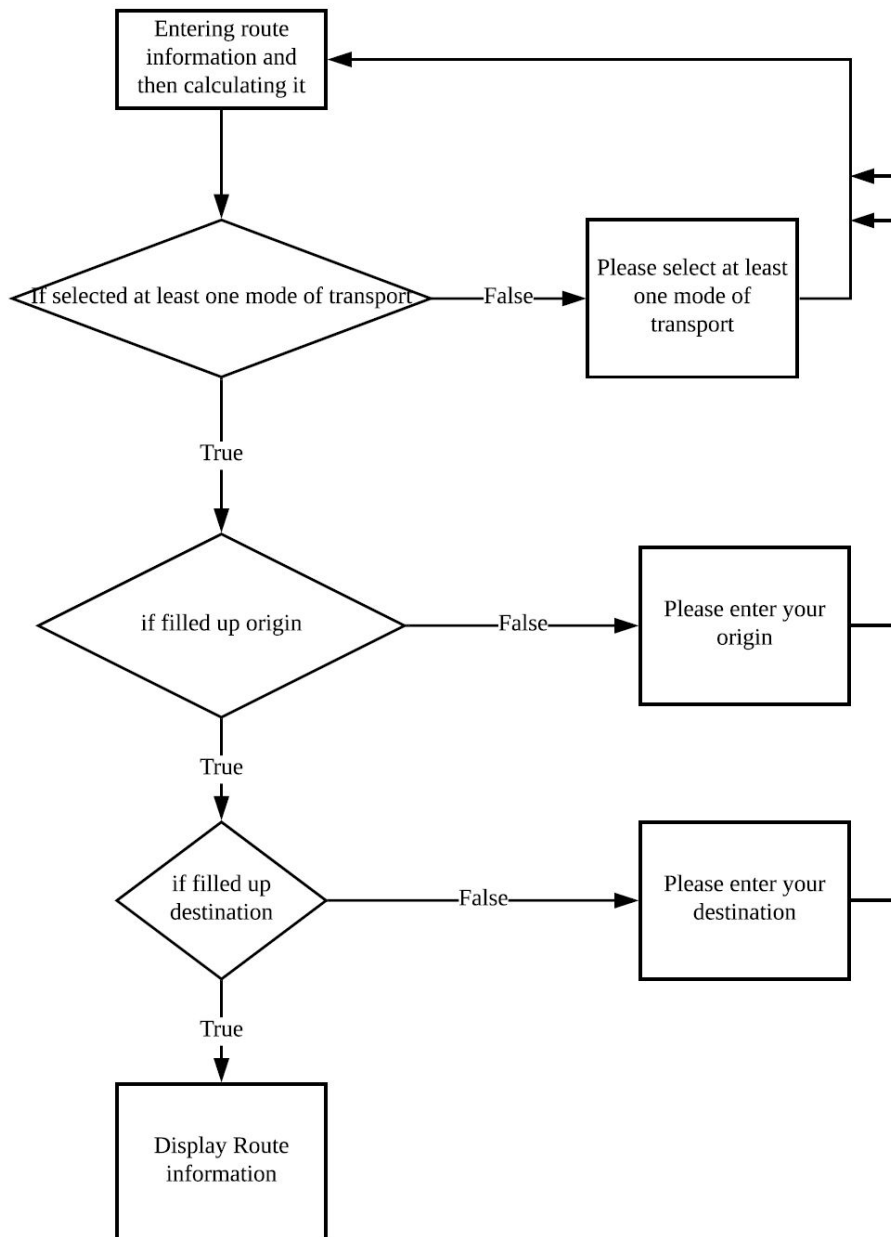 Entering route
information and
then calculating it
If selected at least one mode of transport
False
Please select at least
one mode of
transport
True
if filled up origin
False
Please enter your
origin
True
if filled up
destination
False
Please enter your
destination
True
Display Route
information